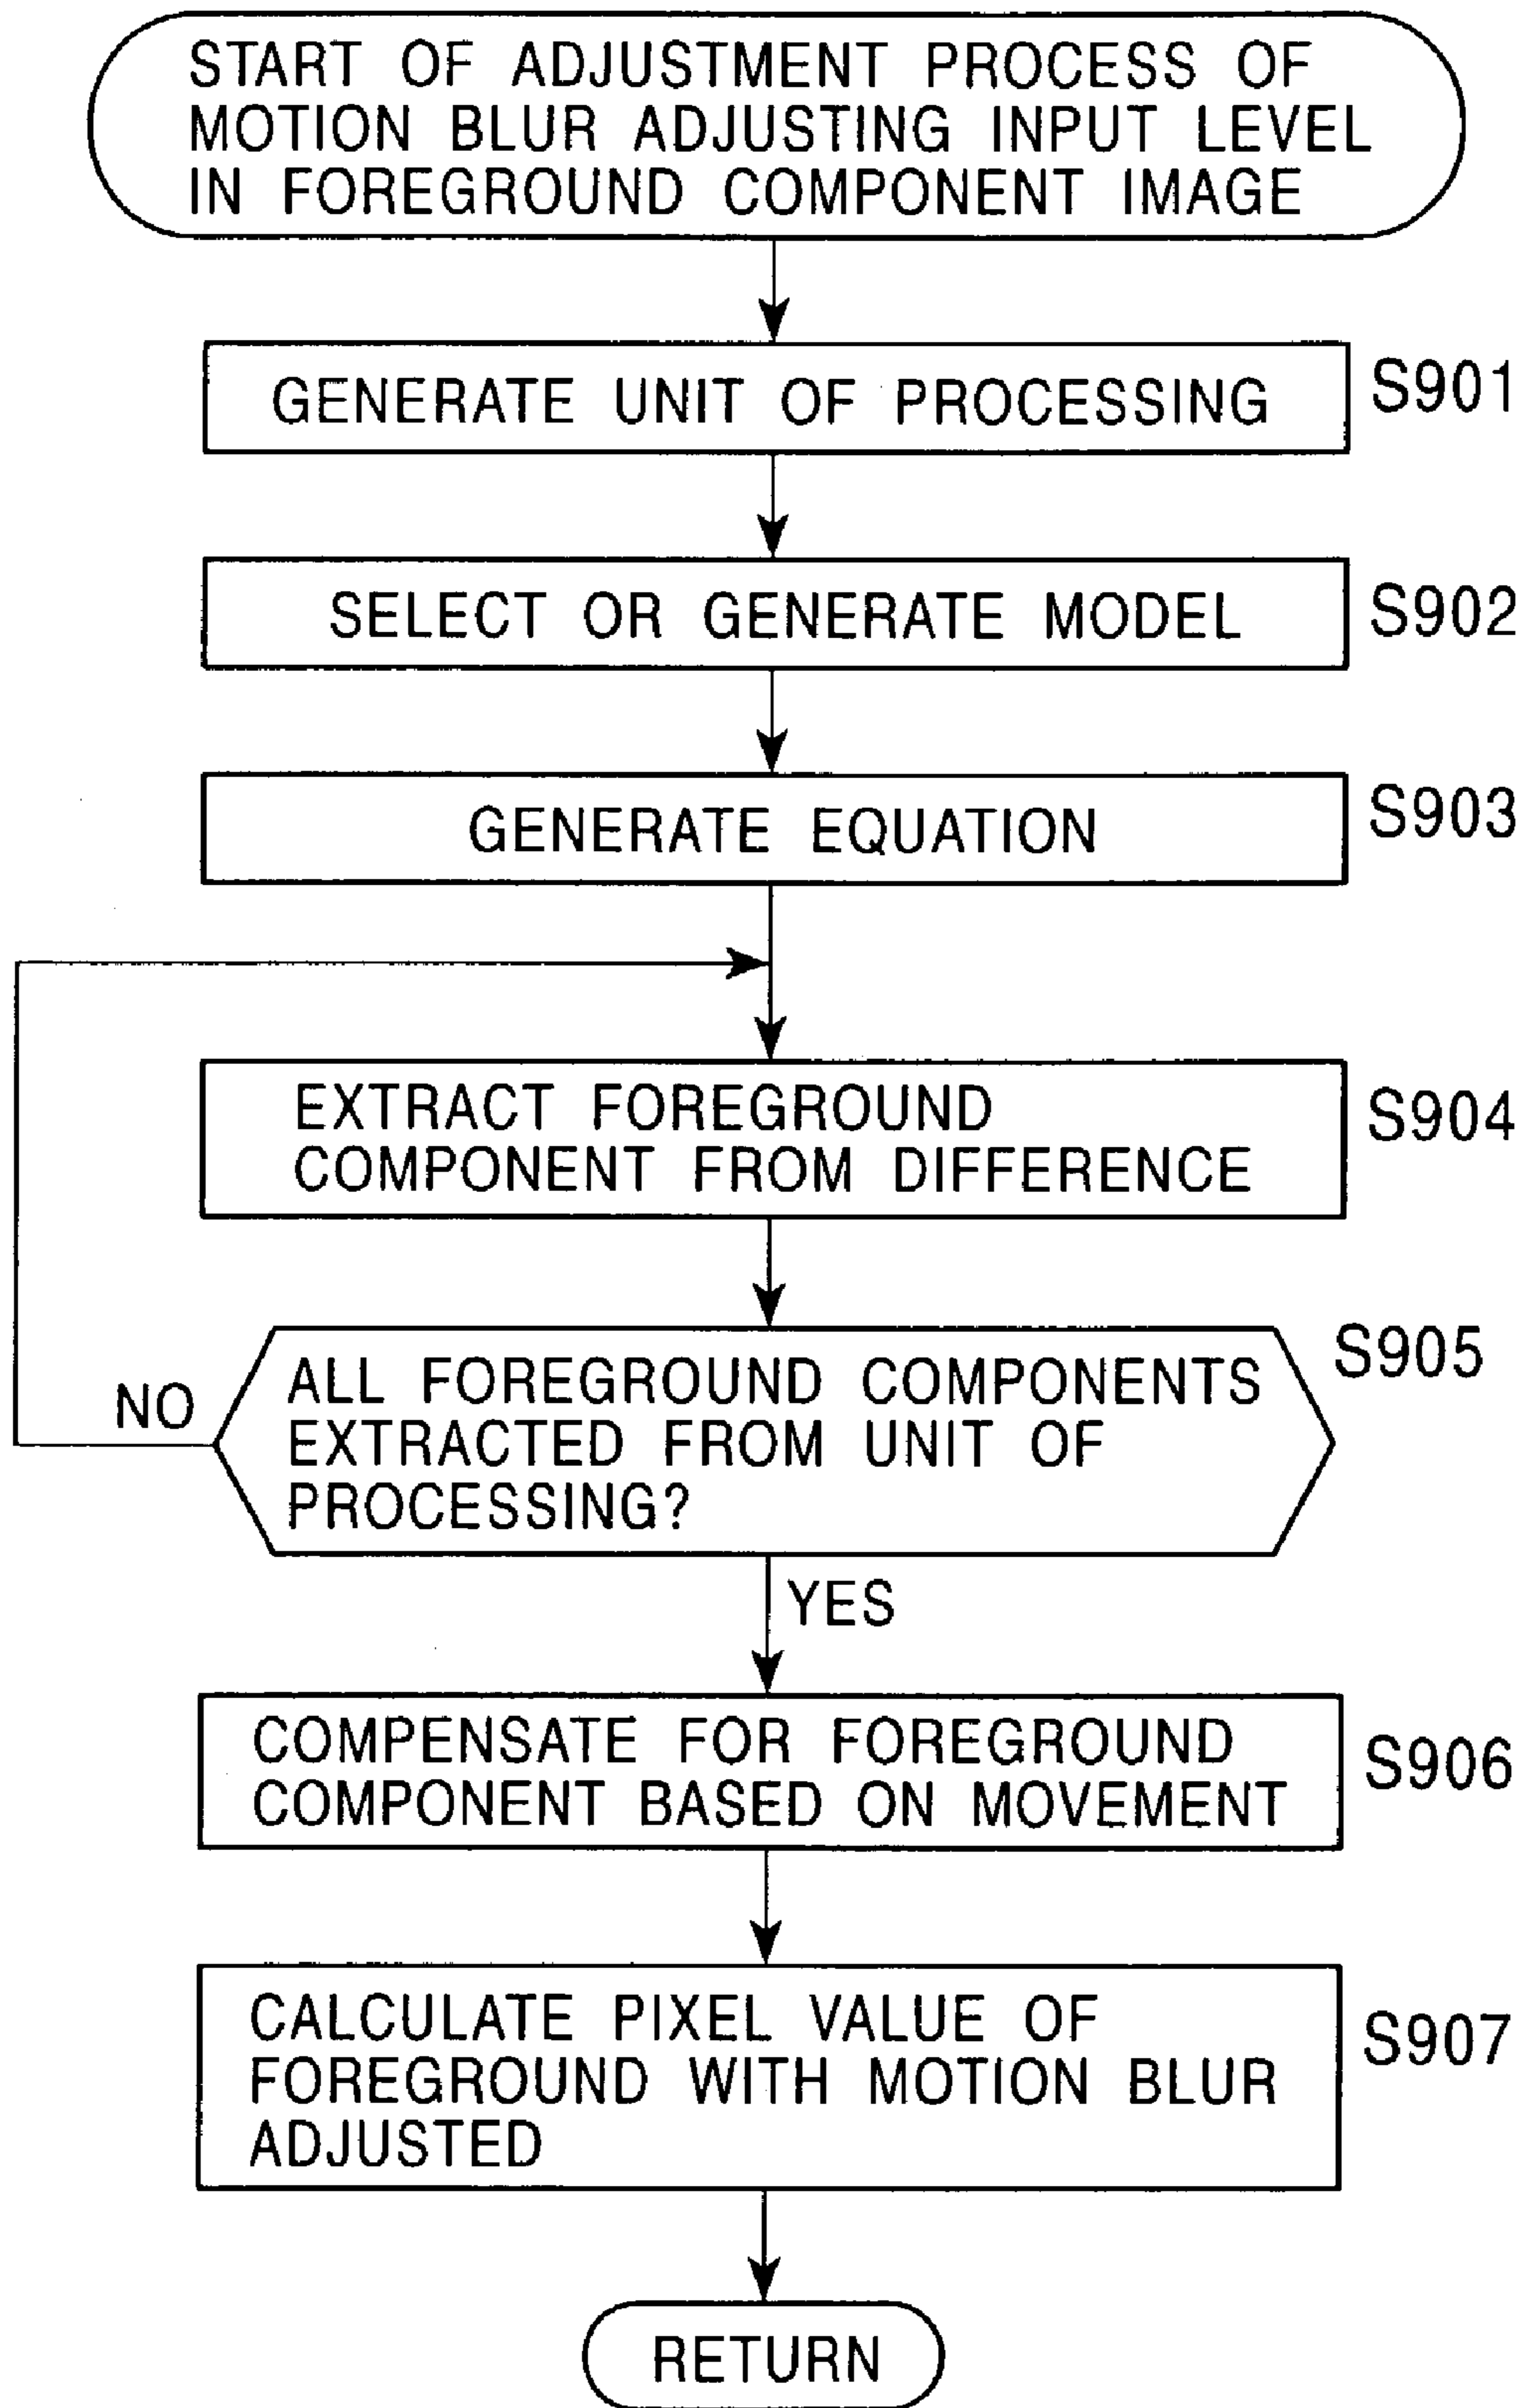 START OF ADJUSTMENT PROCESS OF
MOTION BLUR ADJUSTING INPUT LEVEL
IN FOREGROUND COMPONENT IMAGE
GENERATE UNIT OF PROCESSING
S901
SELECT OR GENERATE MODEL
S902
GENERATE EQUATION
S903
EXTRACT FOREGROUND
COMPONENT FROM DIFFERENCE
S904
ALL FOREGROUND COMPONENTS
EXTRACTED FROM UNIT OF
PROCESSING?
S905
NO
YES
COMPENSATE FOR FOREGROUND
COMPONENT BASED ON MOVEMENT
S906
CALCULATE PIXEL VALUE OF
FOREGROUND WITH MOTION BLUR
ADJUSTED
S907
RETURN